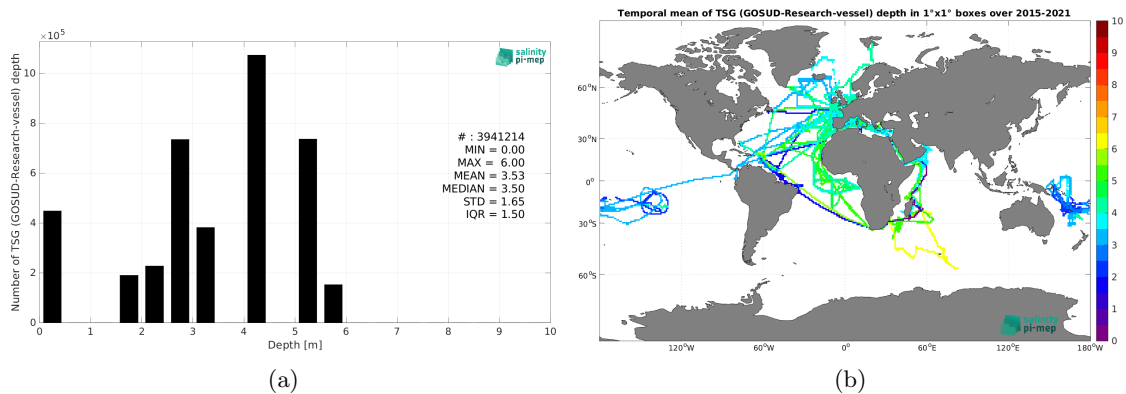 ×10⁵
10
8
6
4
2
0
Number of TSG (GOSUD-Research-vessel) depth
salinity
pi-mep
# : 3941214
MIN = 0.00
MAX = 6.00
MEAN = 3.53
MEDIAN = 3.50
STD = 1.65
IQR = 1.50
0 1 2 3 4 5 6 7 8 9 10
Depth [m]
(a)
Temporal mean of TSG (GOSUD-Research-vessel) depth in 1°x1° boxes over 2015-2021
60°N
30°N
0°
30°S
60°S
120°W 60°W 0° 60°E 120°E 180°W
salinity
pi-mep
10
9
8
7
6
5
4
3
2
1
0
(b)